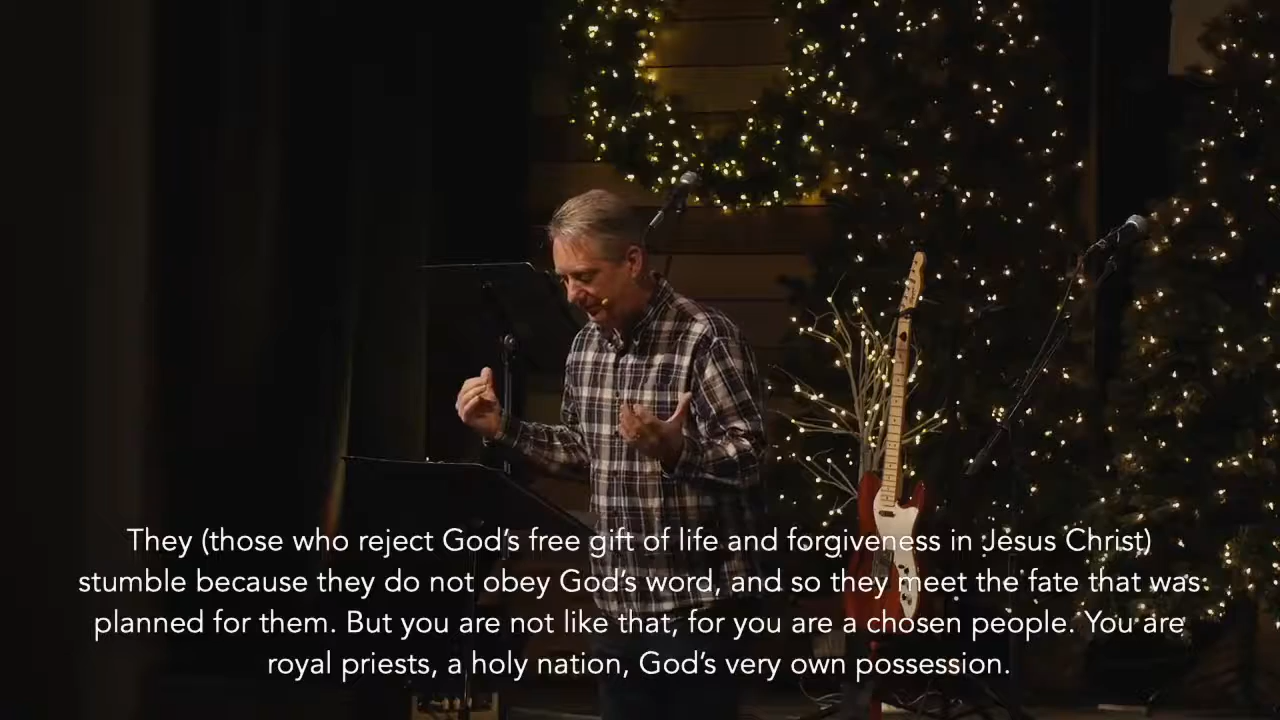 They (those who reject God's free gift of life and forgiveness in Jesus Christ)
stumble because they do not obey God's word, and so they meet the fate that was
planned for them. But you are not like that, for you are a chosen people. You are
royal priests, a holy nation, God's very own possession.